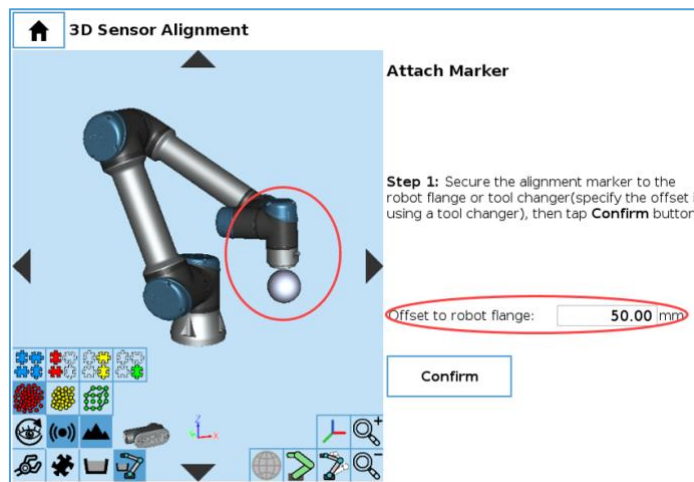 3D Sensor Alignment
Attach Marker
Step 1: Secure the alignment marker to the
robot flange or tool changer(specify the offset
using a tool changer), then tap Confirm button
Offset to robot flange: 50.00 mm
Confirm
Z
X